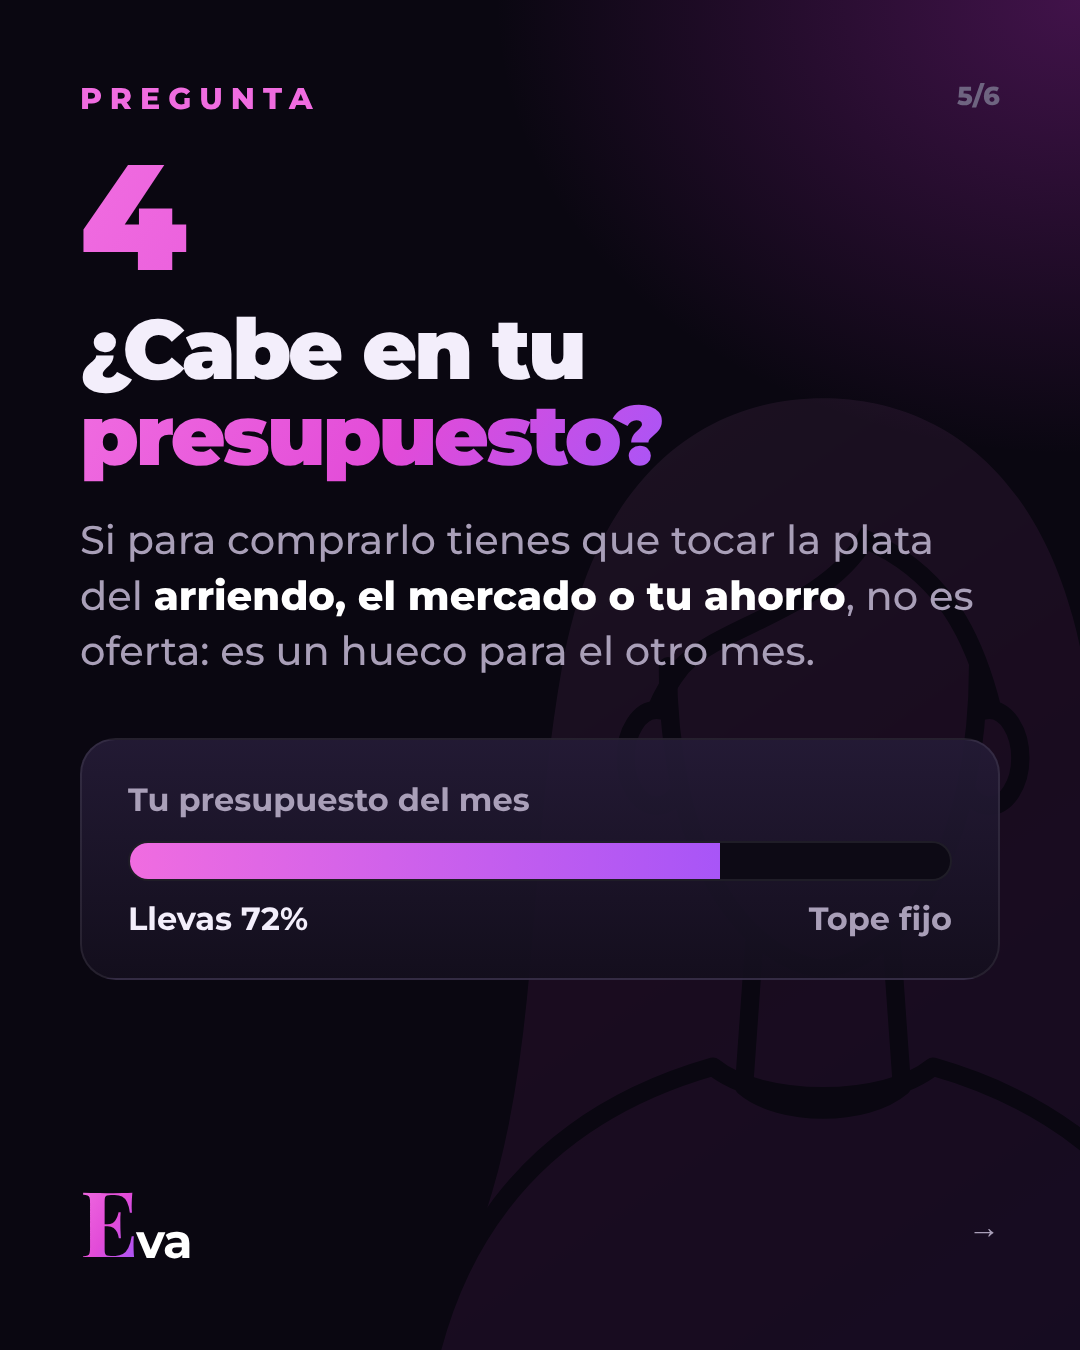 PREGUNTA
5/6
4
¿Cabe en tu
presupuesto?
Si para comprarlo tienes que tocar la plata
del arriendo, el mercado o tu ahorro, no es
oferta: es un hueco para el otro mes.
Tu presupuesto del mes
Llevas 72%
Tope fijo
Eva
→